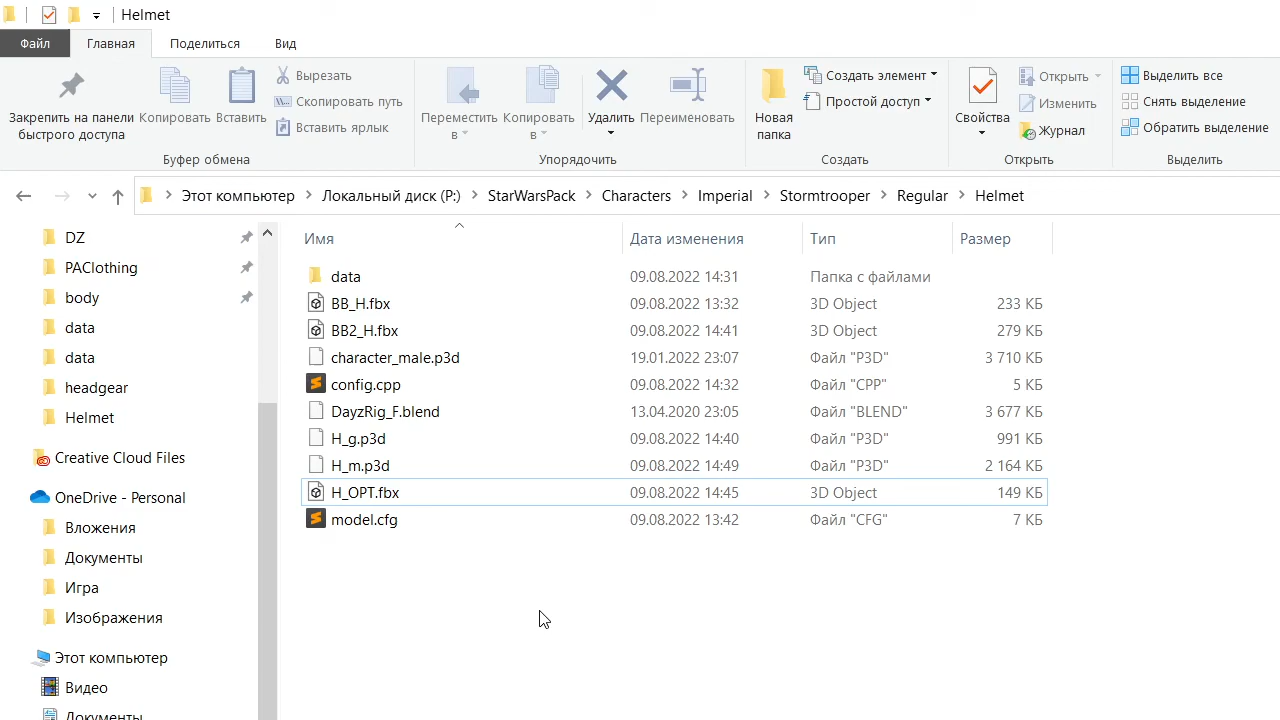 Helmet
Файл Главная Поделиться Вид
Закрепить на панели быстрого доступа
Копировать
Вставить
Вырезать
Скопировать путь
Вставить ярлык
Буфер обмена
Переместить в
Копировать в
Удалить
Переименовать
Упорядочить
Новая папка
Создать элемент
Простой доступ
Создать
Свойства
Открыть
Изменить
Журнал
Открыть
Выделить все
Снять выделение
Обратить выделение
Выделить
Этот компьютер Локальный диск (P:) StarWarsPack Characters Imperial Stormtrooper Regular Helmet
DZ
PAClothing
body
data
data
headgear
Helmet
Creative Cloud Files
OneDrive - Personal
Вложения
Документы
Игра
Изображения
Этот компьютер
Видео
Документы
Имя Дата изменения Тип Размер
data 09.08.2022 14:31 Папка с файлами
BB_H.fbx 09.08.2022 13:32 3D Object 233 КБ
BB2_H.fbx 09.08.2022 14:41 3D Object 279 КБ
character_male.p3d 19.01.2022 23:07 Файл "P3D" 3 710 КБ
config.cpp 09.08.2022 14:32 Файл "CPP" 5 КБ
DayzRig_F.blend 13.04.2020 23:05 Файл "BLEND" 3 677 КБ
H_g.p3d 09.08.2022 14:40 Файл "P3D" 991 КБ
H_m.p3d 09.08.2022 14:49 Файл "P3D" 2 164 КБ
H_OPT.fbx 09.08.2022 14:45 3D Object 149 КБ
model.cfg 09.08.2022 13:42 Файл "CFG" 7 КБ